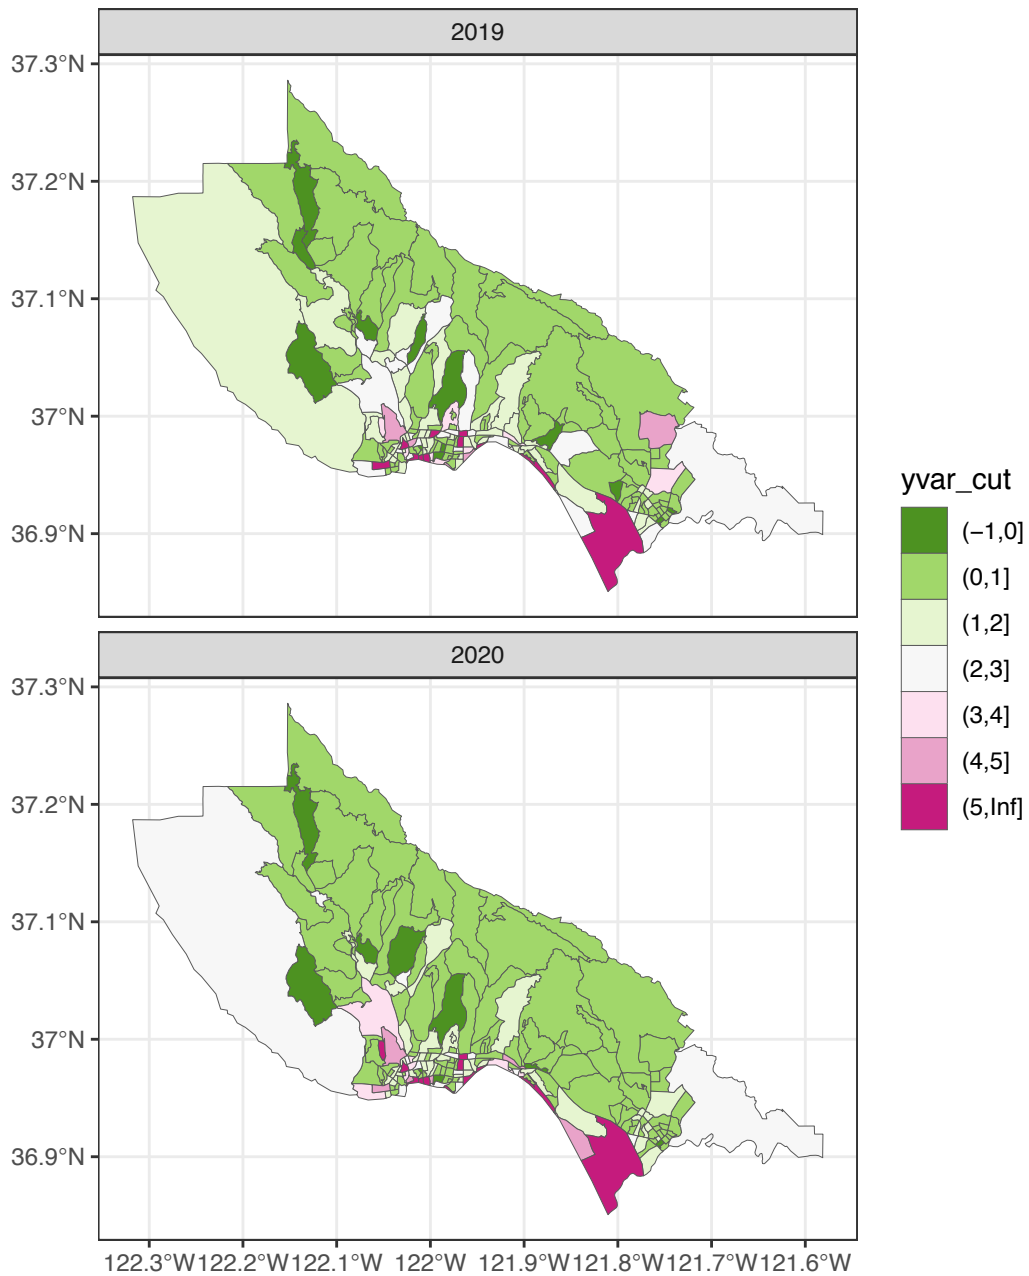 2019
37.3°N
37.2°N
37.1°N
37°N
36.9°N
2020
37.3°N
37.2°N
37.1°N
37°N
36.9°N
122.3°W122.2°W122.1°W 122°W 121.9°W121.8°W121.7°W121.6°W
yvar_cut
(−1,0]
(0,1]
(1,2]
(2,3]
(3,4]
(4,5]
(5,Inf]